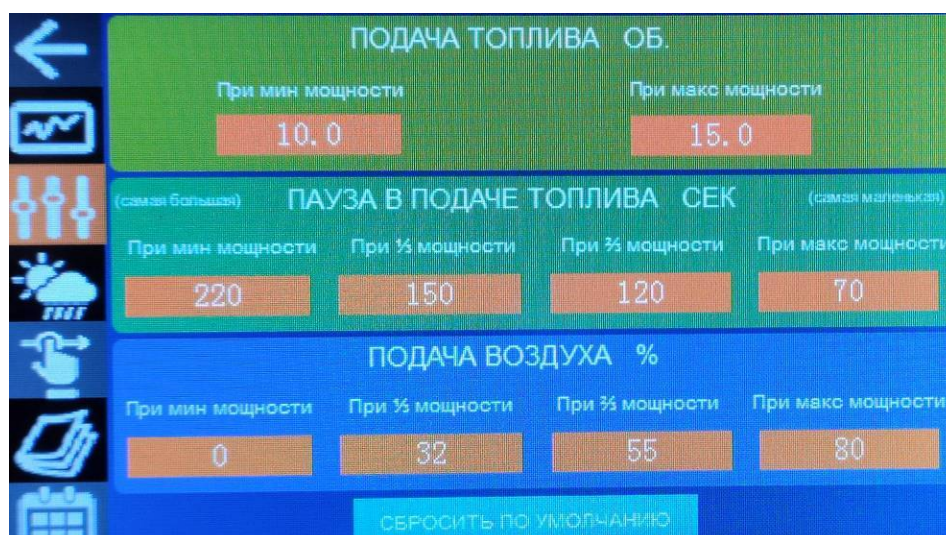 ПОДАЧА ТОПЛИВА ОБ.
При мин мощности При макс мощности
10.0 15.0
(самая большая) ПАУЗА В ПОДАЧЕ ТОПЛИВА СЕК (самая маленькая)
При мин мощности При ⅓ мощности При ⅔ мощности При макс мощности
220 150 120 70
ПОДАЧА ВОЗДУХА %
При мин мощности При ⅓ мощности При ⅔ мощности При макс мощности
0 32 55 80
СБРОСИТЬ ПО УМОЛЧАНИЮ